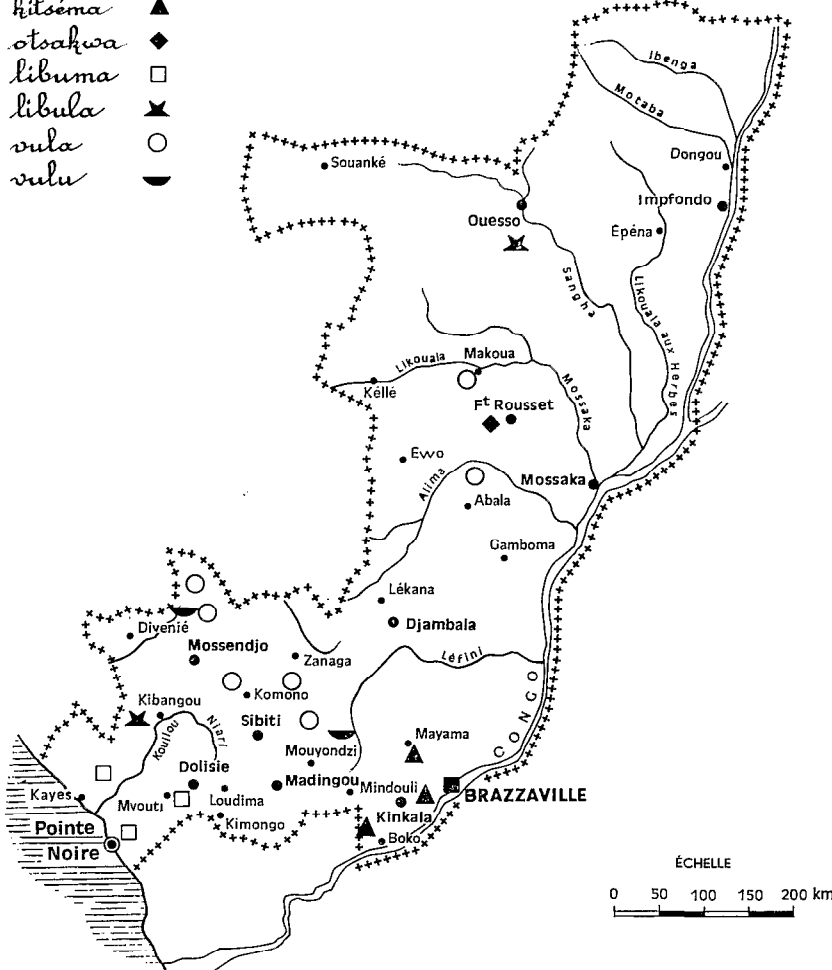 kitséma
otsakwa
libuma
libula
vula
vulu
Ibenga
Motaba
Souanké
Dongou
Impfondo
Ouesso
Épéna
Sangha
Likouala aux Herbes
Likouala
Makoua
Kéllé
Mossaka
Ft Rousset
Ewo
Alima
Mossaka
Abala
Gamboma
Lékana
Divenié
Djambala
Mossendjo
Zanaga
Léfini
Komono
CONGO
Kibangou
Kouilou
Niari
Sibiti
Mayama
Mouyondzi
Dolisie
Madingou
Mindouli
BRAZZAVILLE
Kayes
Mvouti
Loudima
Kinkala
Kimongo
Pointe
Noire
Boko
ÉCHELLE
0 50 100 150 200 km